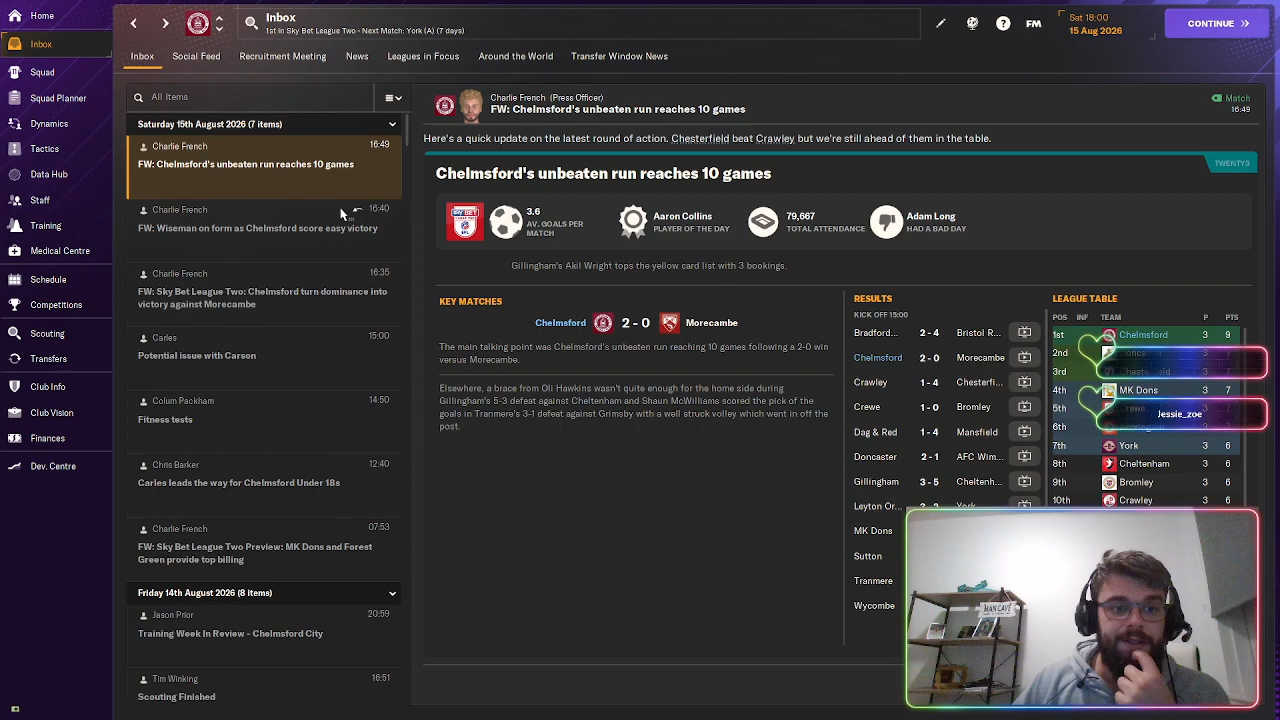 Home
Inbox
Squad
Squad Planner
Dynamics
Tactics
Data Hub
Staff
Training
Medical Centre
Schedule
Competitions
Scouting
Transfers
Club Info
Club Vision
Finances
Dev. Centre
Inbox
1st in Sky Bet League Two - Next Match: York (A) (7 days)
FM
Sat 18:00
15 Aug 2026
CONTINUE
Inbox
Social Feed
Recruitment Meeting
News
Leagues in Focus
Around the World
Transfer Window News
All Items
Saturday 15th August 2026 (7 items)
Charlie French 16:49
FW: Chelmsford's unbeaten run reaches 10 games
Charlie French 16:40
FW: Wiseman on form as Chelmsford score easy victory
Charlie French 16:35
FW: Sky Bet League Two: Chelmsford turn dominance into
victory against Morecambe
Carles 15:00
Potential issue with Carson
Colum Packham 14:50
Fitness tests
Chris Barker 12:40
Carles leads the way for Chelmsford Under 18s
Charlie French 07:53
FW: Sky Bet League Two Preview: MK Dons and Forest
Green provide top billing
Friday 14th August 2026 (8 items)
Jason Prior 20:59
Training Week In Review - Chelmsford City
Tim Winking 16:51
Scouting Finished
Charlie French (Press Officer)
FW: Chelmsford's unbeaten run reaches 10 games
Match
16:49
Here's a quick update on the latest round of action. Chesterfield beat Crawley but we're still ahead of them in the table.
TWENTY3
Chelmsford's unbeaten run reaches 10 games
SKY BET
EFL
3.6
AV. GOALS PER
MATCH
Aaron Collins
PLAYER OF THE DAY
79,667
TOTAL ATTENDANCE
Adam Long
HAD A BAD DAY
Gillingham's Akil Wright tops the yellow card list with 3 bookings.
KEY MATCHES
Chelmsford 2 - 0 Morecambe
The main talking point was Chelmsford's unbeaten run reaching 10 games following a 2-0 win
versus Morecambe.
Elsewhere, a brace from Oli Hawkins wasn't quite enough for the home side during
Gillingham's 5-3 defeat against Cheltenham and Shaun McWilliams scored the pick of the
goals in Tranmere's 3-1 defeat against Grimsby with a well struck volley which went in off the
post.
RESULTS
KICK OFF 15:00
Bradford... 2 - 4 Bristol R...
Chelmsford 2 - 0 Morecambe
Crawley 1 - 4 Chesterfi...
Crewe 1 - 0 Bromley
Dag & Red 1 - 4 Mansfield
Doncaster 2 - 1 AFC Wim...
Gillingham 3 - 5 Cheltenh...
Leyton Or... York
MK Dons
Sutton
Tranmere
Wycombe
LEAGUE TABLE
POS INF TEAM P PTS
1st Chelmsford 3 9
2nd
3rd
4th MK Dons 3 7
5th Crewe
6th
Jessie_zoe
7th York 3 6
8th Cheltenham 3 6
9th Bromley 3 6
10th Crawley 3 6
MAN CAVE